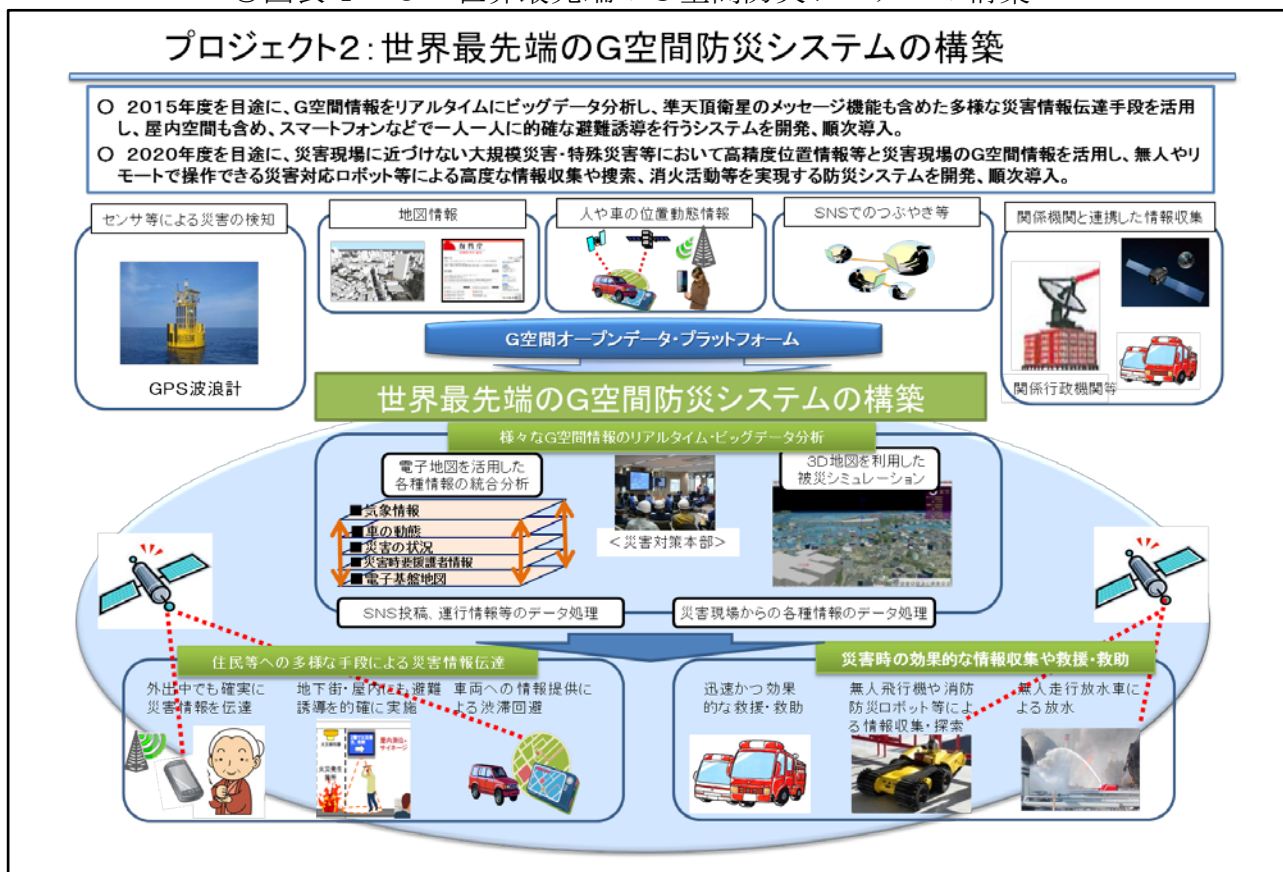 プロジェクト2:世界最先端のG空間防災システムの構築
○ 2015年度を目途に、G空間情報をリアルタイムにビッグデータ分析し、準天頂衛星のメッセージ機能も含めた多様な災害情報伝達手段を活用
し、屋内空間も含め、スマートフォンなどで一人一人に的確な避難誘導を行うシステムを開発、順次導入。
○ 2020年度を目途に、災害現場に近づけない大規模災害・特殊災害等において高精度位置情報等と災害現場のG空間情報を活用し、無人やリ
モートで操作できる災害対応ロボット等による高度な情報収集や捜索、消火活動等を実現する防災システムを開発、順次導入。
センサ等による災害の検知
地図情報
人や車の位置動態情報
SNSでのつぶやき等
関係機関と連携した情報収集
GPS波浪計
関係行政機関等
G空間オープンデータ・プラットフォーム
世界最先端のG空間防災システムの構築
様々なG空間情報のリアルタイム・ビッグデータ分析
電子地図を活用した
各種情報の統合分析
■気象情報
■車の動態
■災害の状況
■災害時要援護者情報
■電子基盤地図
<災害対策本部>
3D地図を利用した
被災シミュレーション
SNS投稿、運行情報等のデータ処理
災害現場からの各種情報のデータ処理
住民等への多様な手段による災害情報伝達
外出中でも確実に
災害情報を伝達
地下街・屋内にも避難
誘導を的確に実施
車両への情報提供に
よる渋滞回避
災害時の効果的な情報収集や救援・救助
迅速かつ効果
的な救援・救助
無人飛行機や消防
防災ロボット等によ
る情報収集・探索
無人走行放水車に
よる放水